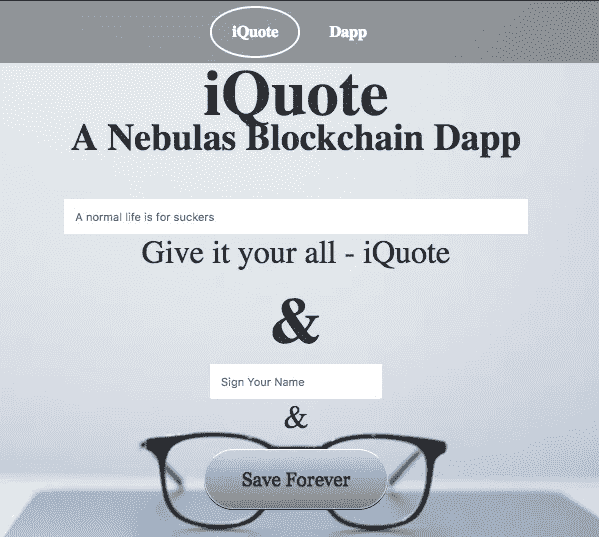 iQuote Dapp
iQuote
A Nebulas Blockchain Dapp
A normal life is for suckers
Give it your all - iQuote
&
Sign Your Name
&
Save Forever